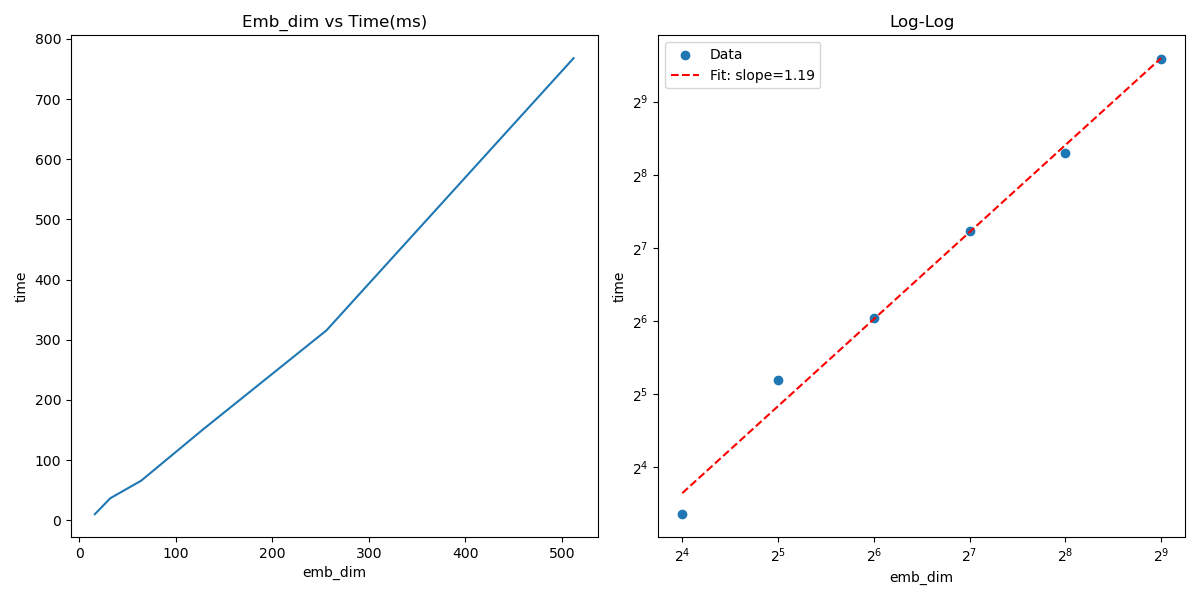 Emb_dim vs Time(ms)
800
700
600
500
400
300
200
100
0
time
0 100 200 300 400 500
emb_dim
Log-Log
Data
Fit: slope=1.19
2^9
2^8
2^7
2^6
2^5
2^4
time
2^4 2^5 2^6 2^7 2^8 2^9
emb_dim